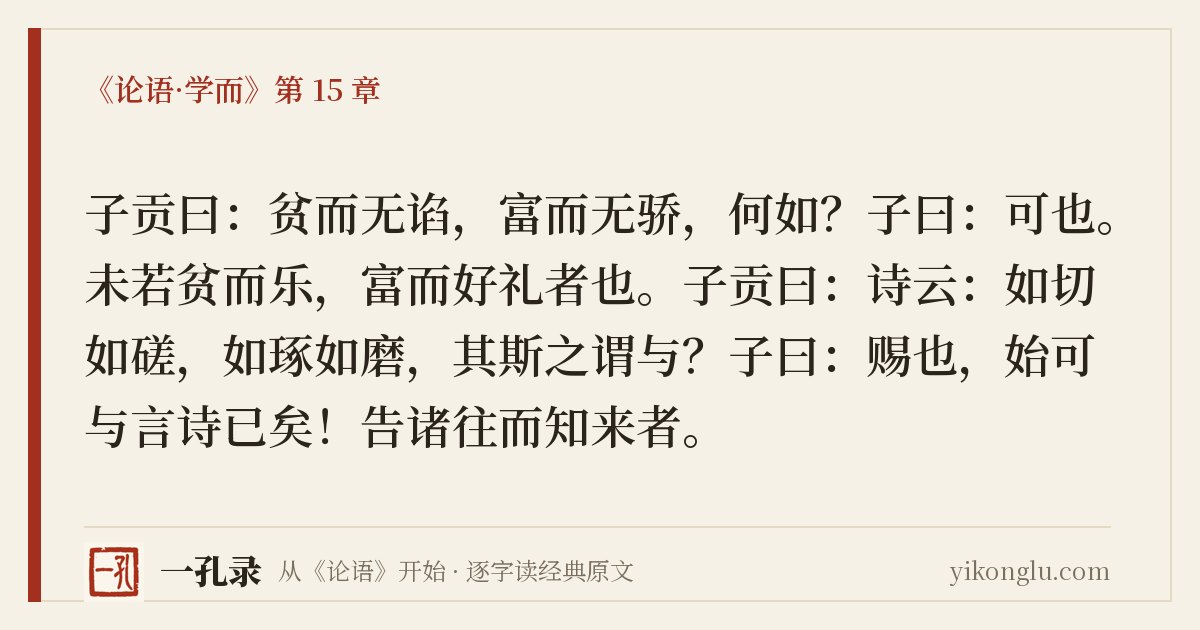 《论语·学而》第 15 章
子贡曰：贫而无谄，富而无骄，何如？子曰：可也。
未若贫而乐，富而好礼者也。子贡曰：诗云：如切
如磋，如琢如磨，其斯之谓与？子曰：赐也，始可
与言诗已矣！告诸往而知来者。
一孔
一孔录 从《论语》开始 · 逐字读经典原文 yikonglu.com